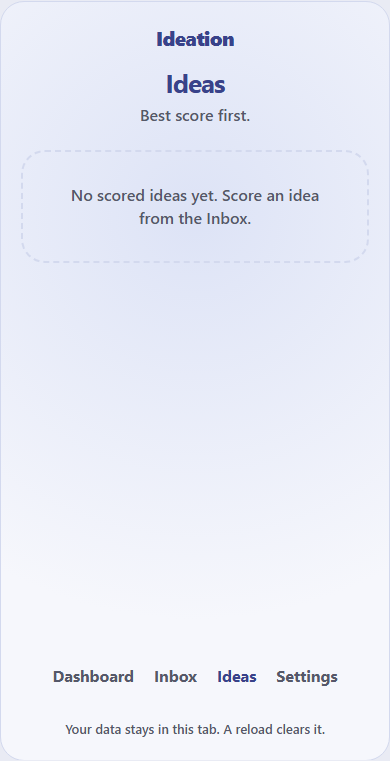 Ideation
Ideas
Best score first.
No scored ideas yet. Score an idea
from the Inbox.
Dashboard Inbox Ideas Settings
Your data stays in this tab. A reload clears it.